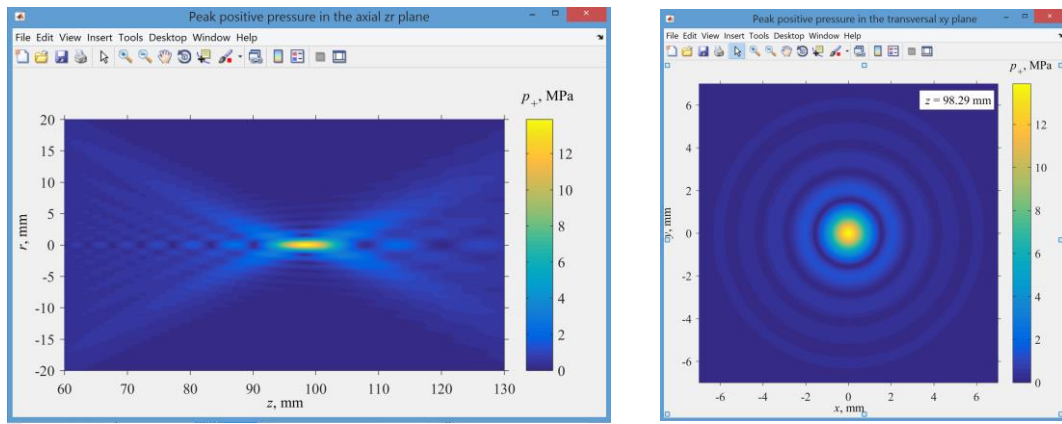 Peak positive pressure in the axial zr plane
File Edit View Insert Tools Desktop Window Help
p+, MPa
20
15
10
5
0
-5
-10
-15
-20
r, mm
60 70 80 90 100 110 120 130
z, mm
12
10
8
6
4
2
0
Peak positive pressure in the transversal xy plane
File Edit View Insert Tools Desktop Window Help
p+, MPa
z = 98.29 mm
6
4
2
0
-2
-4
-6
y, mm
-6 -4 -2 0 2 4 6
x, mm
12
10
8
6
4
2
0